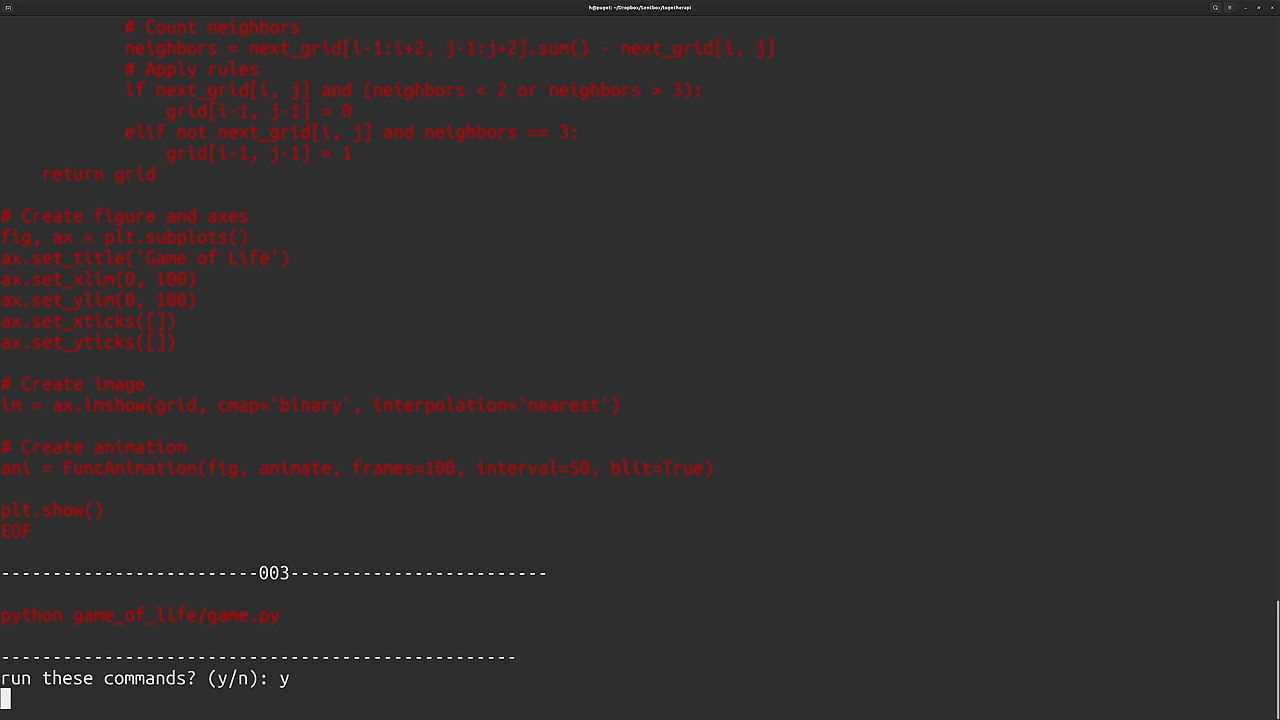 h@puget: ~/Dropbox/Sentbox/togetherapi
# Count neighbors
neighbors = next_grid[i-1:i+2, j-1:j+2].sum() - next_grid[i, j]
# Apply rules
if next_grid[i, j] and (neighbors < 2 or neighbors > 3):
grid[i-1, j-1] = 0
elif not next_grid[i, j] and neighbors == 3:
grid[i-1, j-1] = 1
return grid
# Create figure and axes
fig, ax = plt.subplots()
ax.set_title('Game of Life')
ax.set_xlim(0, 100)
ax.set_ylim(0, 100)
ax.set_xticks([])
ax.set_yticks([])
# Create image
im = ax.imshow(grid, cmap='binary', interpolation='nearest')
# Create animation
ani = FuncAnimation(fig, animate, frames=100, interval=50, blit=True)
plt.show()
EOF
-------------------------003-------------------------
python game_of_life/game.py
--------------------------------------------------
run these commands? (y/n): y